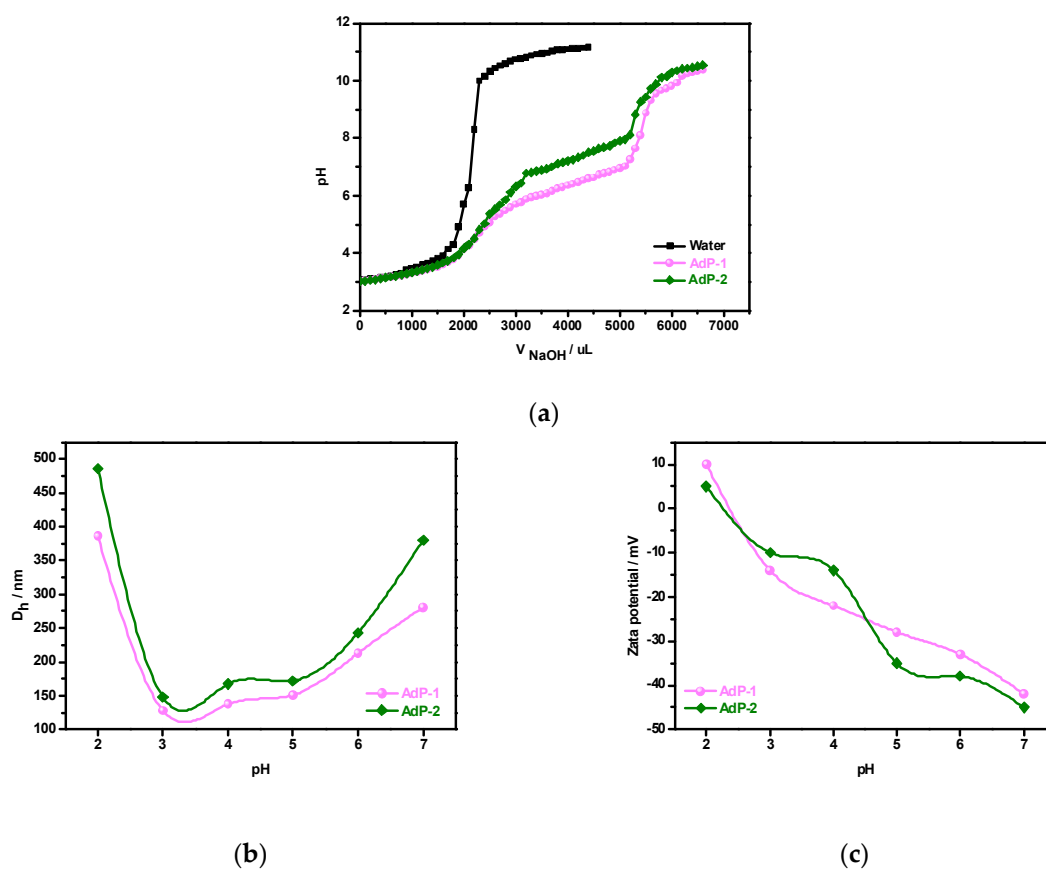 12
10
8
6
4
2
pH
0 1000 2000 3000 4000 5000 6000 7000
V NaOH / uL
Water
AdP-1
AdP-2
(a)
500
450
400
350
300
250
200
150
100
Dh / nm
2 3 4 5 6 7
pH
AdP-1
AdP-2
(b)
10
0
-10
-20
-30
-40
-50
Zata potential / mV
2 3 4 5 6 7
pH
AdP-1
AdP-2
(c)